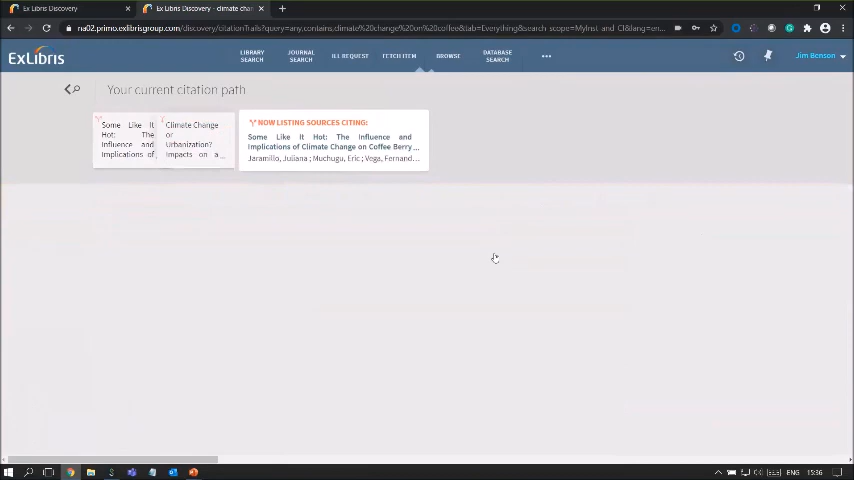 Ex Libris Discovery
Ex Libris Discovery - climate char
na02.primo.exlibrisgroup.com/discovery/citationTrails?query=any,contains,climate%20change%20on%20coffee&tab=Everything&search_scope=MyInst_and_CI&lang=en...
ExLibris
LIBRARY SEARCH
JOURNAL SEARCH
ILL REQUEST
FETCH ITEM
BROWSE
DATABASE SEARCH
Jim Benson
Your current citation path
Some Like It
Hot: The
Influence and
Implications of
Climate Change
or
Urbanization?
Impacts on a ...
NOW LISTING SOURCES CITING:
Some Like It Hot: The Influence and
Implications of Climate Change on Coffee Berry ...
Jaramillo, Juliana ; Muchugu, Eric ; Vega, Fernand...
ENG
15:36